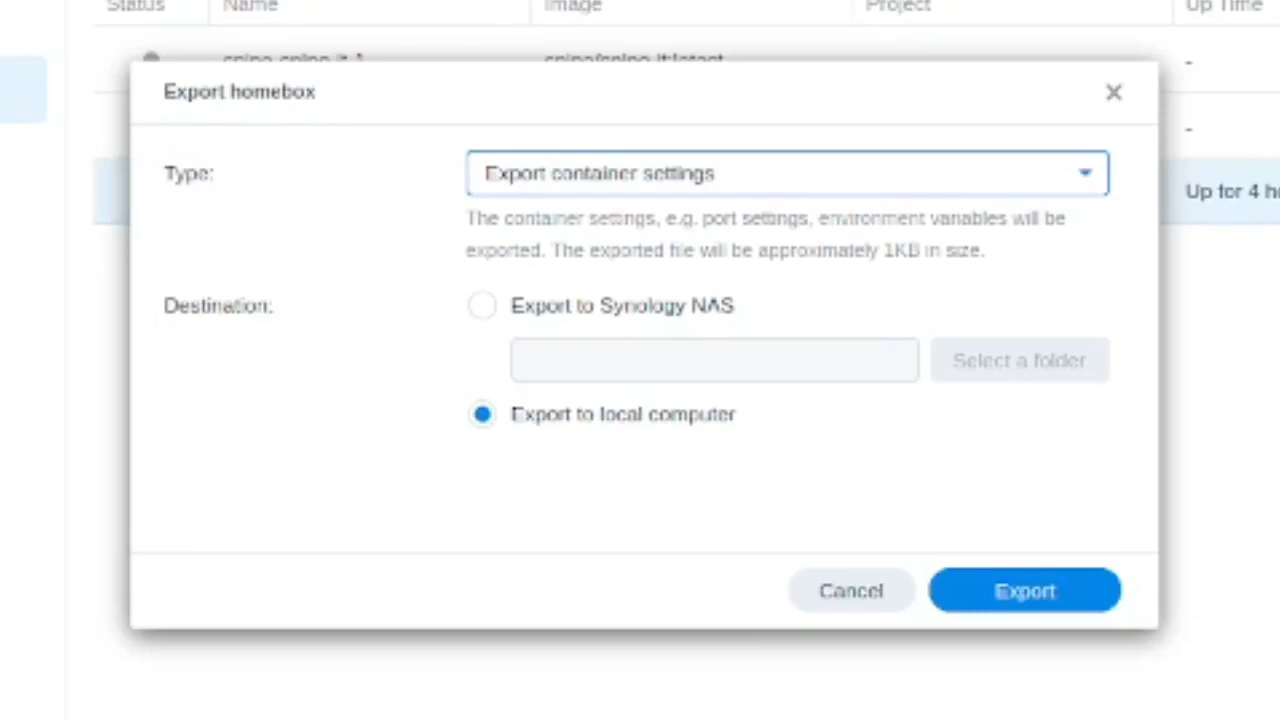 Status Name Image Project Up Time
-
Export homebox
-
Type: Export container settings
Up for 4 h
The container settings, e.g. port settings, environment variables will be
exported. The exported file will be approximately 1KB in size.
Destination: Export to Synology NAS
Select a folder
Export to local computer
Cancel Export